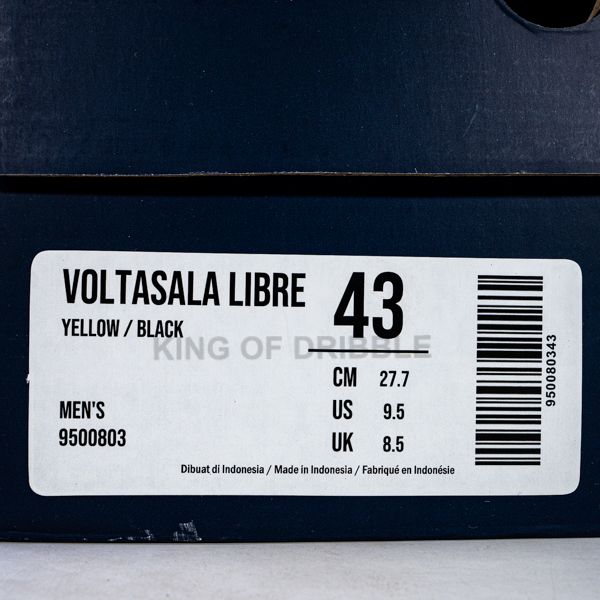 VOLTASALA LIBRE
43
YELLOW / BLACK
KING OF DRIBBLE
CM 27.7
MEN'S
US 9.5
9500803
UK 8.5
950080343
Dibuat di Indonesia / Made in Indonesia / Fabriqué en Indonésie